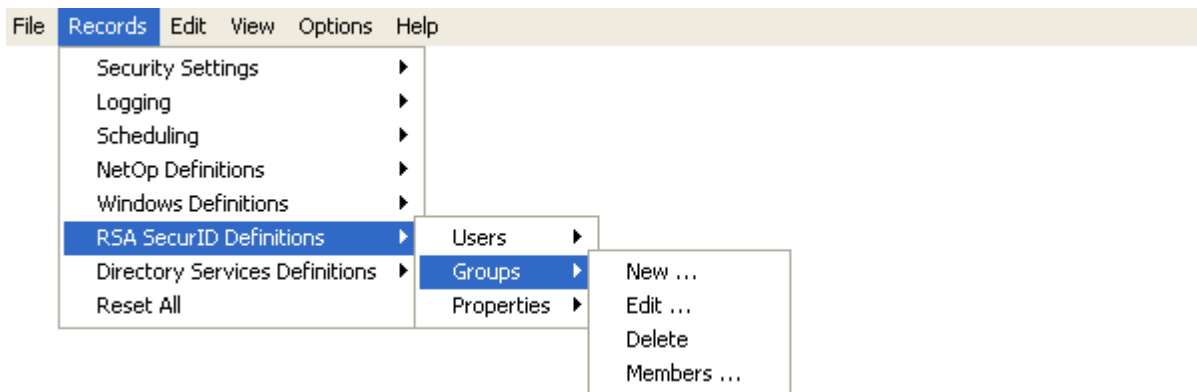 File Records Edit View Options Help
Security Settings
Logging
Scheduling
NetOp Definitions
Windows Definitions
RSA SecurID Definitions
Directory Services Definitions
Reset All
Users
Groups
Properties
New ...
Edit ...
Delete
Members ...